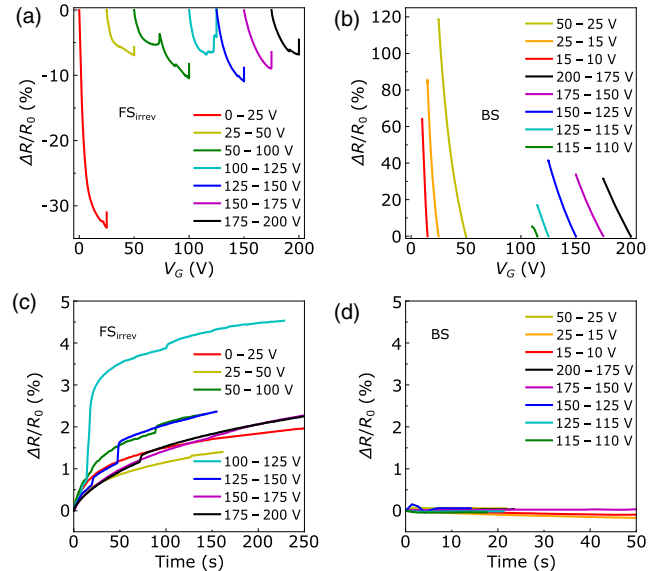 (a)
ΔR/R₀ (%)
0
-10
-20
-30
FS_irrev
0 – 25 V
25 – 50 V
50 – 100 V
100 – 125 V
125 – 150 V
150 – 175 V
175 – 200 V
0 50 100 150 200
V_G (V)
(b)
ΔR/R₀ (%)
120
100
80
60
40
20
0
BS
50 – 25 V
25 – 15 V
15 – 10 V
200 – 175 V
175 – 150 V
150 – 125 V
125 – 115 V
115 – 110 V
0 50 100 150 200
V_G (V)
(c)
ΔR/R₀ (%)
5
4
3
2
1
0
FS_irrev
0 – 25 V
25 – 50 V
50 – 100 V
100 – 125 V
125 – 150 V
150 – 175 V
175 – 200 V
0 50 100 150 200 250
Time (s)
(d)
ΔR/R₀ (%)
5
4
3
2
1
0
BS
50 – 25 V
25 – 15 V
15 – 10 V
200 – 175 V
175 – 150 V
150 – 125 V
125 – 115 V
115 – 110 V
0 10 20 30 40 50
Time (s)